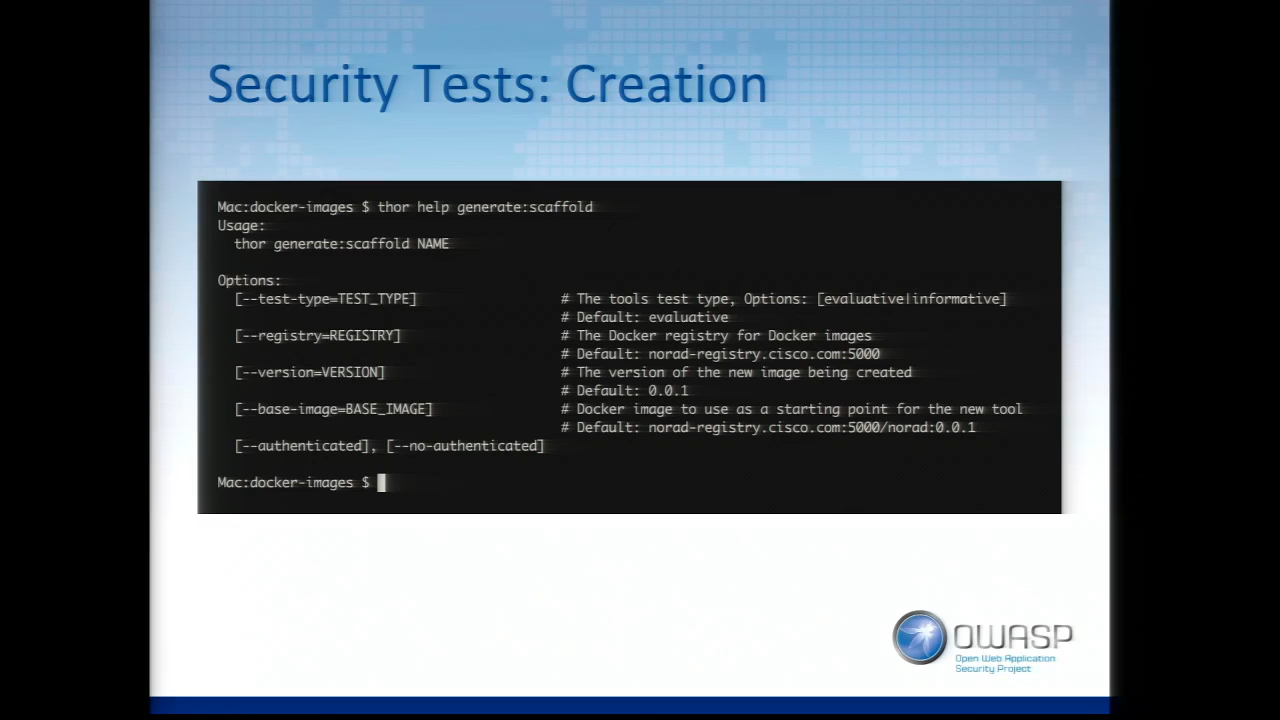 Security Tests: Creation
Mac:docker-images $ thor help generate:scaffold
Usage:
  thor generate:scaffold NAME
Options:
  [--test-type=TEST_TYPE]                  # The tools test type, Options: [evaluative|informative]
                                           # Default: evaluative
  [--registry=REGISTRY]                    # The Docker registry for Docker images
                                           # Default: norad-registry.cisco.com:5000
  [--version=VERSION]                      # The version of the new image being created
                                           # Default: 0.0.1
  [--base-image=BASE_IMAGE]                # Docker image to use as a starting point for the new tool
                                           # Default: norad-registry.cisco.com:5000/norad:0.0.1
  [--authenticated], [--no-authenticated]
Mac:docker-images $
OWASP
Open Web Application
Security Project